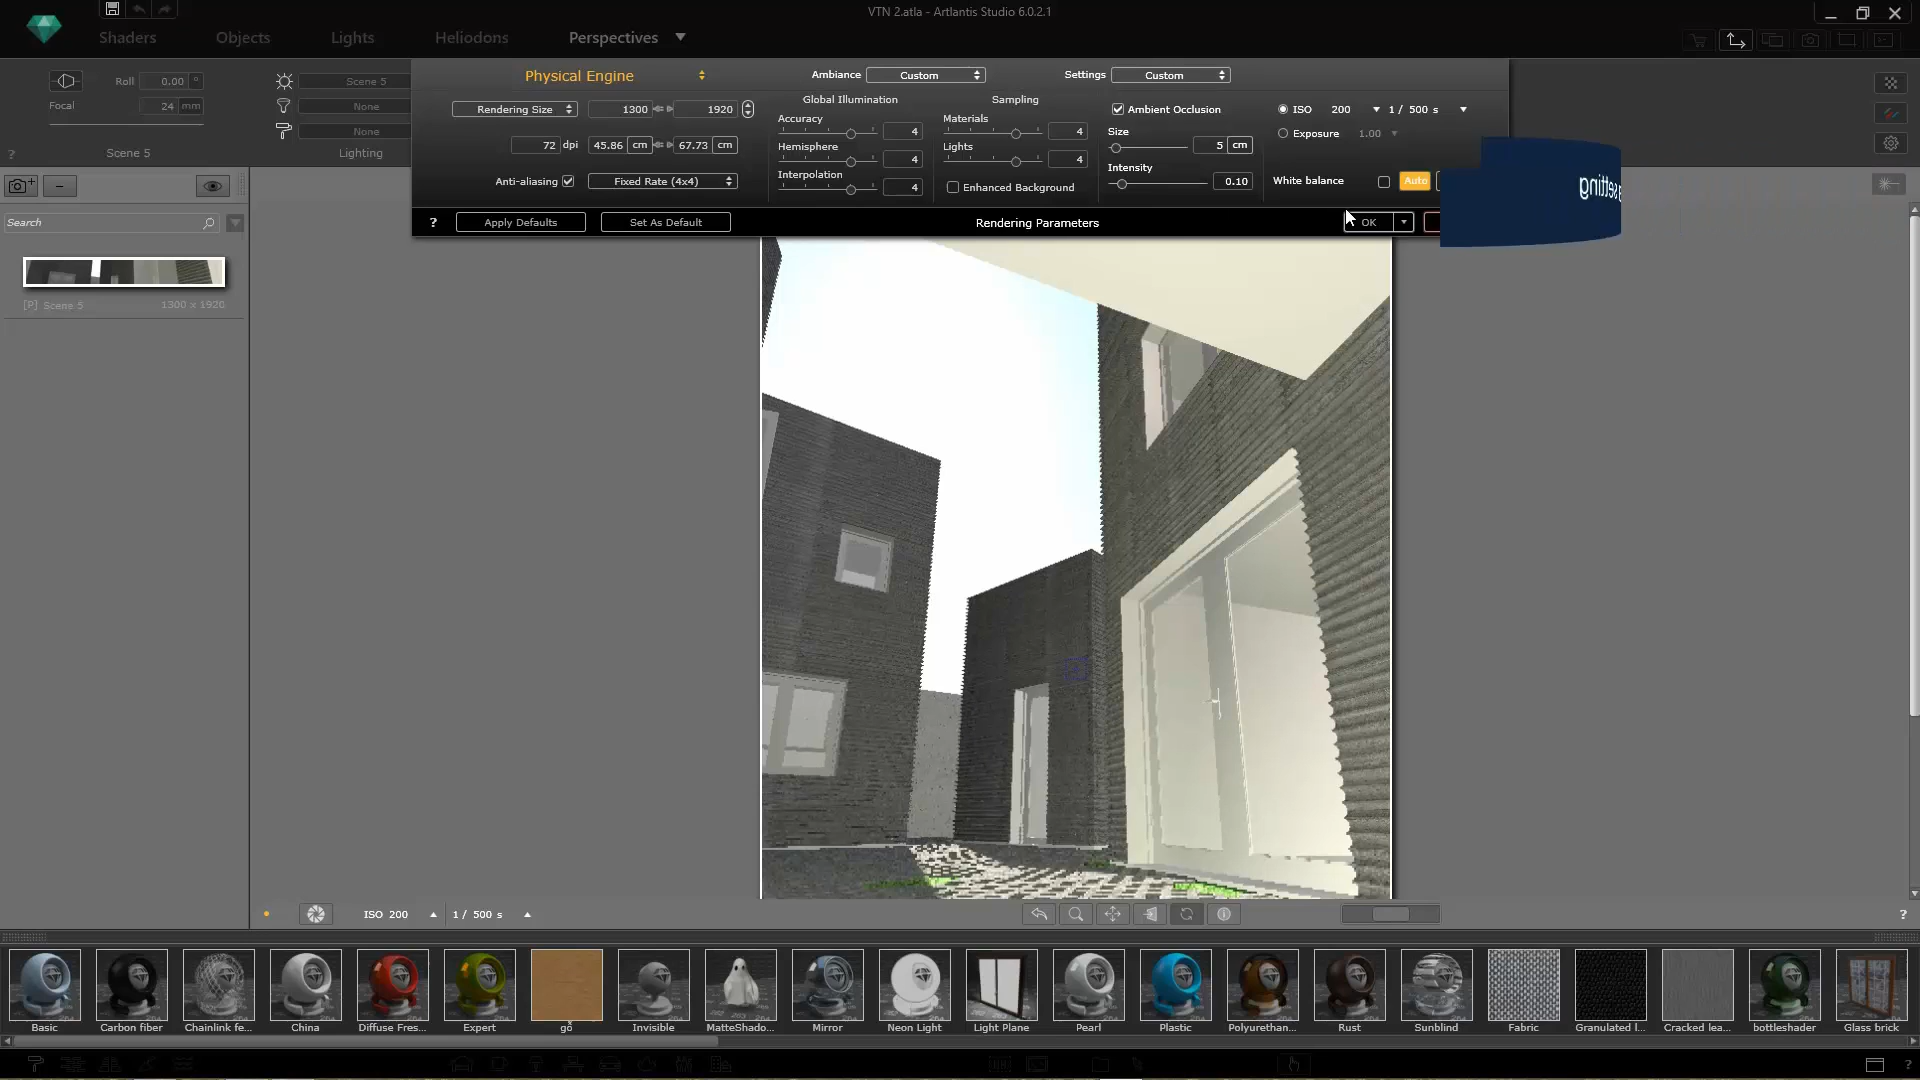 VTN 2.atla - Artlantis Studio 6.0.2.1
Shaders Objects Lights Heliodons Perspectives
Roll 0.00 °
Focal 24 mm
Scene 5
None
None
? Scene 5 Lighting
Physical Engine
Ambiance Custom
Settings Custom
Rendering Size 1300 1920
72 dpi 45.86 cm 67.73 cm
Anti-aliasing Fixed Rate (4x4)
Global Illumination
Accuracy 4
Hemisphere 4
Interpolation 4
Sampling
Materials 4
Lights 4
Enhanced Background
Ambient Occlusion
Size 5 cm
Intensity 0.10
ISO 200 1 / 500 s
Exposure 1.00
White balance Auto
? Apply Defaults Set As Default Rendering Parameters OK
Search
[P] Scene 5 1300 x 1920
ISO 200 1 / 500 s
?
Basic Carbon fiber Chainlink fe... China Diffuse Fres... Expert gỗ Invisible MatteShado... Mirror Neon Light Light Plane Pearl Plastic Polyurethan... Rust Sunblind Fabric Granulated l... Cracked lea... bottleshader Glass brick
?